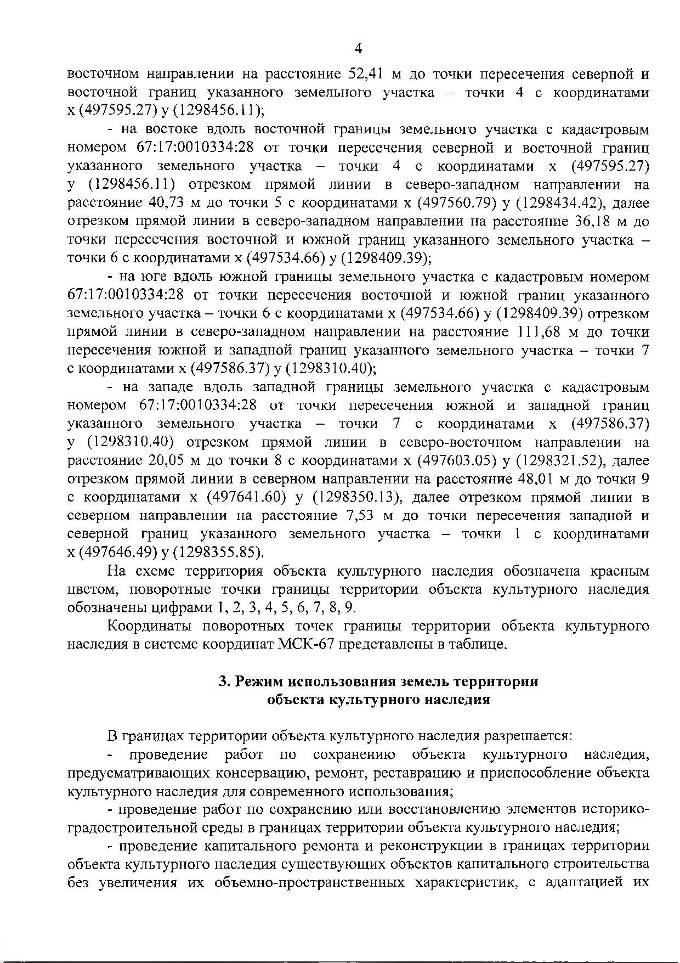 4
восточном направлении на расстояние 52,41 м до точки пересечения северной и
восточной границ указанного земельного участка – точки 4 с координатами
х (497595.27) у (1298456.11);
- на востоке вдоль восточной границы земельного участка с кадастровым
номером 67:17:0010334:28 от точки пересечения северной и восточной границ
указанного земельного участка – точки 4 с координатами х (497595.27)
у (1298456.11) отрезком прямой линии в северо-западном направлении на
расстояние 40,73 м до точки 5 с координатами х (497560.79) у (1298434.42), далее
отрезком прямой линии в северо-западном направлении на расстояние 36,18 м до
точки пересечения восточной и южной границ указанного земельного участка –
точки 6 с координатами х (497534.66) у (1298409.39);
- на юге вдоль южной границы земельного участка с кадастровым номером
67:17:0010334:28 от точки пересечения восточной и южной границ указанного
земельного участка – точки 6 с координатами х (497534.66) у (1298409.39) отрезком
прямой линии в северо-западном направлении на расстояние 111,68 м до точки
пересечения южной и западной границ указанного земельного участка – точки 7
с координатами х (497586.37) у (1298310.40);
- на западе вдоль западной границы земельного участка с кадастровым
номером 67:17:0010334:28 от точки пересечения южной и западной границ
указанного земельного участка – точки 7 с координатами х (497586.37)
у (1298310.40) отрезком прямой линии в северо-восточном направлении на
расстояние 20,05 м до точки 8 с координатами х (497603.05) у (1298321.52), далее
отрезком прямой линии в северном направлении на расстояние 48,01 м до точки 9
с координатами х (497641.60) у (1298350.13), далее отрезком прямой линии в
северном направлении на расстояние 7,53 м до точки пересечения западной и
северной границ указанного земельного участка – точки 1 с координатами
х (497646.49) у (1298355.85).
На схеме территория объекта культурного наследия обозначена красным
цветом, поворотные точки границы территории объекта культурного наследия
обозначены цифрами 1, 2, 3, 4, 5, 6, 7, 8, 9.
Координаты поворотных точек границы территории объекта культурного
наследия в системе координат МСК-67 представлены в таблице.
3. Режим использования земель территории
объекта культурного наследия
В границах территории объекта культурного наследия разрешается:
- проведение работ по сохранению объекта культурного наследия,
предусматривающих консервацию, ремонт, реставрацию и приспособление объекта
культурного наследия для современного использования;
- проведение работ по сохранению или восстановлению элементов историко-
градостроительной среды в границах территории объекта культурного наследия;
- проведение капитального ремонта и реконструкции в границах территории
объекта культурного наследия существующих объектов капитального строительства
без увеличения их объемно-пространственных характеристик, с адаптацией их